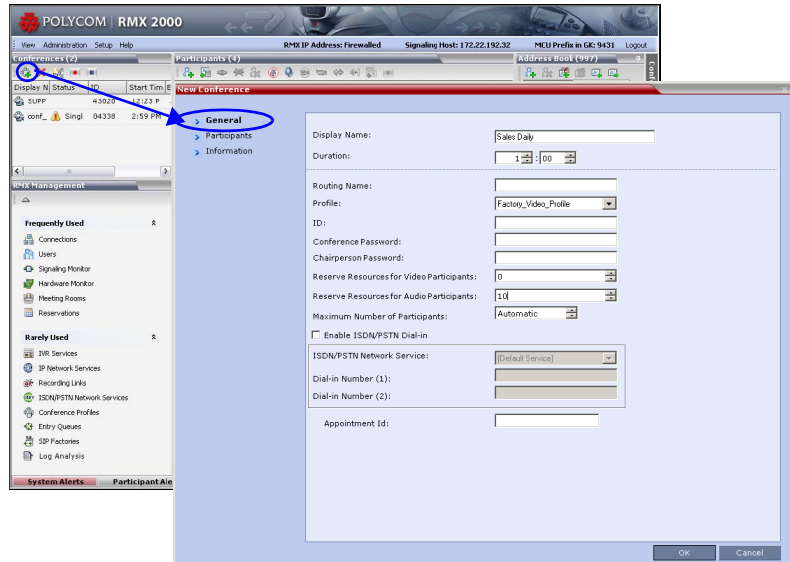 POLYCOM | RMX 2000
View Administration Setup Help
RMX IP Address: Firewalled
Signaling Host: 172.22.192.32
MCU Prefix in GK: 9431
Logout
Conferences (2)
Participants (4)
Address Book (997)
Display N Status ID Start Tim E
SUPP 43020 12:23 P
conf_ Singl 04338 2:59 PM
New Conference
General
Participants
Information
Display Name: Sales Daily
Duration: 1 : 00
Routing Name:
Profile: Factory_Video_Profile
ID:
Conference Password:
Chairperson Password:
Reserve Resources for Video Participants: 0
Reserve Resources for Audio Participants: 10
Maximum Number of Participants: Automatic
Enable ISDN/PSTN Dial-in
ISDN/PSTN Network Service: [Default Service]
Dial-in Number (1):
Dial-in Number (2):
Appointment Id:
OK
Cancel
RMX Management
Frequently Used
Connections
Users
Signaling Monitor
Hardware Monitor
Meeting Rooms
Reservations
Rarely Used
IVR Services
IP Network Services
Recording Links
ISDN/PSTN Network Services
Conference Profiles
Entry Queues
SIP Factories
Log Analysis
System Alerts
Participant Ale